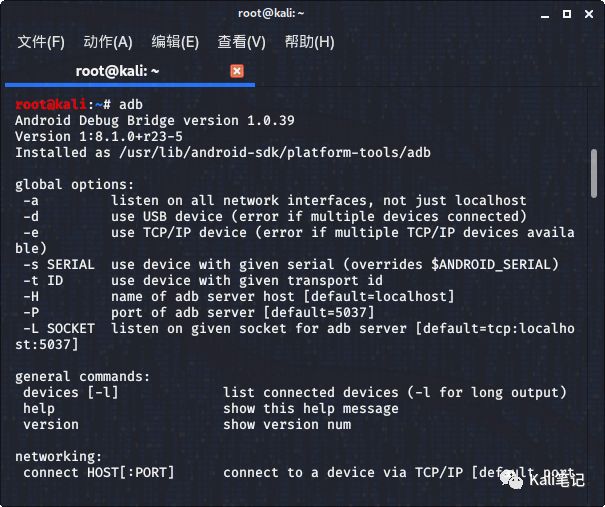 root@kali: ~
文件(F) 动作(A) 编辑(E) 查看(V) 帮助(H)
root@kali: ~
root@kali:~# adb
Android Debug Bridge version 1.0.39
Version 1:8.1.0+r23-5
Installed as /usr/lib/android-sdk/platform-tools/adb
global options:
-a listen on all network interfaces, not just localhost
-d use USB device (error if multiple devices connected)
-e use TCP/IP device (error if multiple TCP/IP devices availa
ble)
-s SERIAL use device with given serial (overrides $ANDROID_SERIAL)
-t ID use device with given transport id
-H name of adb server host [default=localhost]
-P port of adb server [default=5037]
-L SOCKET listen on given socket for adb server [default=tcp:localho
st:5037]
general commands:
devices [-l] list connected devices (-l for long output)
help show this help message
version show version num
networking:
connect HOST[:PORT] connect to a device via TCP/IP [default port
Kali笔记